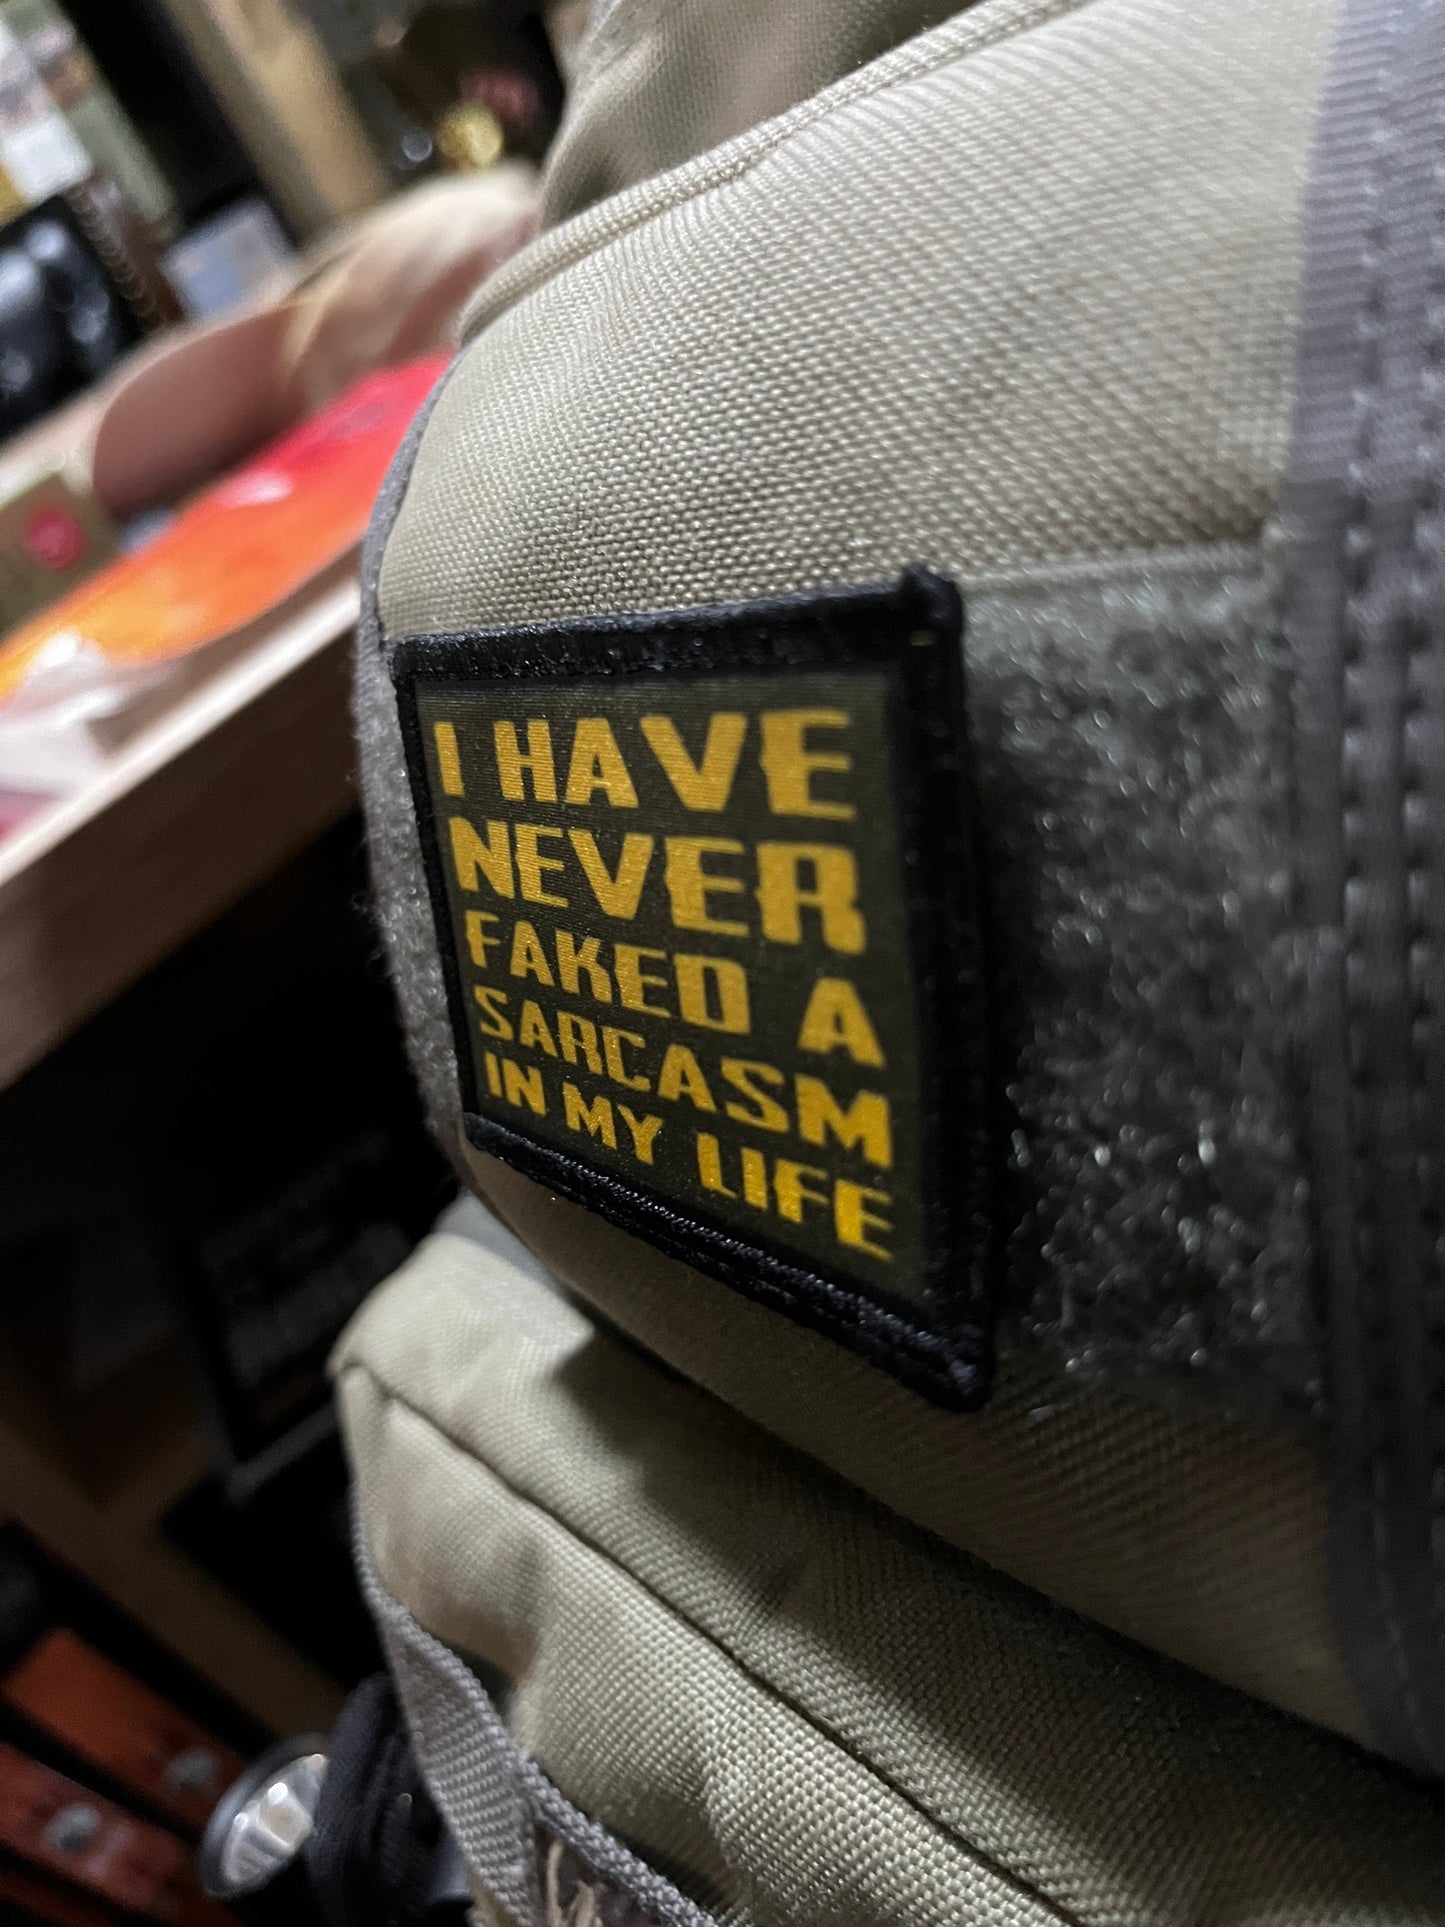 I HAVE
NEVER
FAKED A
SARCASM
IN MY LIFE